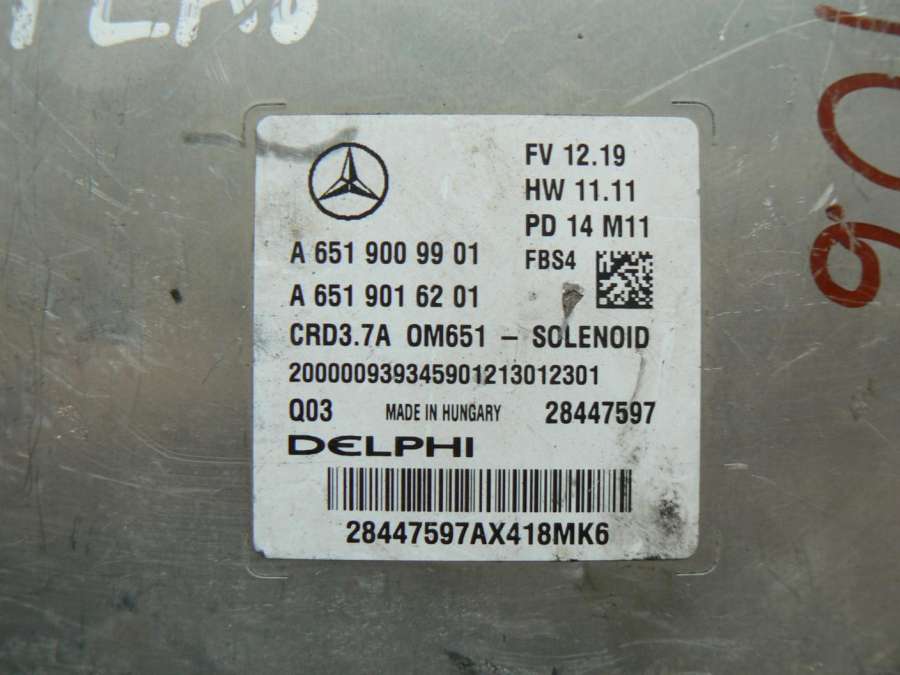 FV 12.19
HW 11.11
PD 14 M11
FBS4
A 651 900 99 01
A 651 901 62 01
CRD3.7A OM651 – SOLENOID
200000939345901213012301
Q03 MADE IN HUNGARY 28447597
DELPHI
28447597AX418MK6